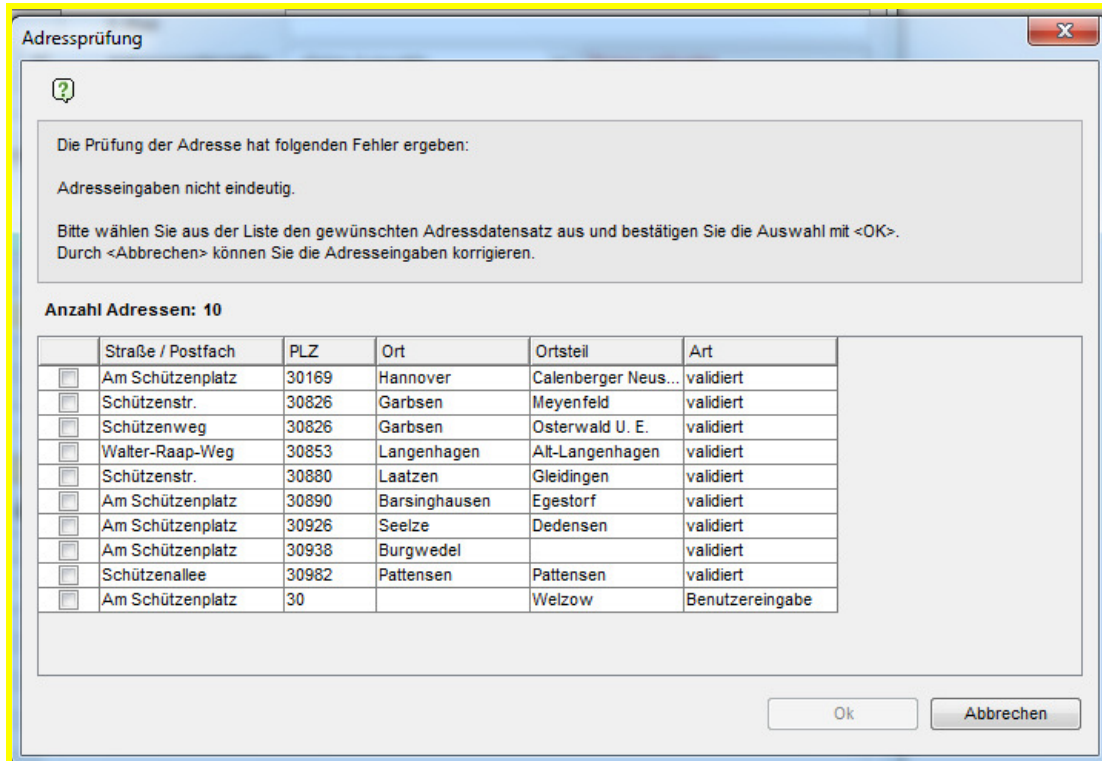 Adressprüfung
Die Prüfung der Adresse hat folgenden Fehler ergeben:
Adresseingaben nicht eindeutig.
Bitte wählen Sie aus der Liste den gewünschten Adressdatensatz aus und bestätigen Sie die Auswahl mit <OK>.
Durch <Abbrechen> können Sie die Adresseingaben korrigieren.
Anzahl Adressen: 10
Straße / Postfach PLZ Ort Ortsteil Art
Am Schützenplatz 30169 Hannover Calenberger Neus... validiert
Schützenstr. 30826 Garbsen Meyenfeld validiert
Schützenweg 30826 Garbsen Osterwald U. E. validiert
Walter-Raap-Weg 30853 Langenhagen Alt-Langenhagen validiert
Schützenstr. 30880 Laatzen Gleidingen validiert
Am Schützenplatz 30890 Barsinghausen Egestorf validiert
Am Schützenplatz 30926 Seelze Dedensen validiert
Am Schützenplatz 30938 Burgwedel validiert
Schützenallee 30982 Pattensen Pattensen validiert
Am Schützenplatz 30 Welzow Benutzereingabe
Ok Abbrechen